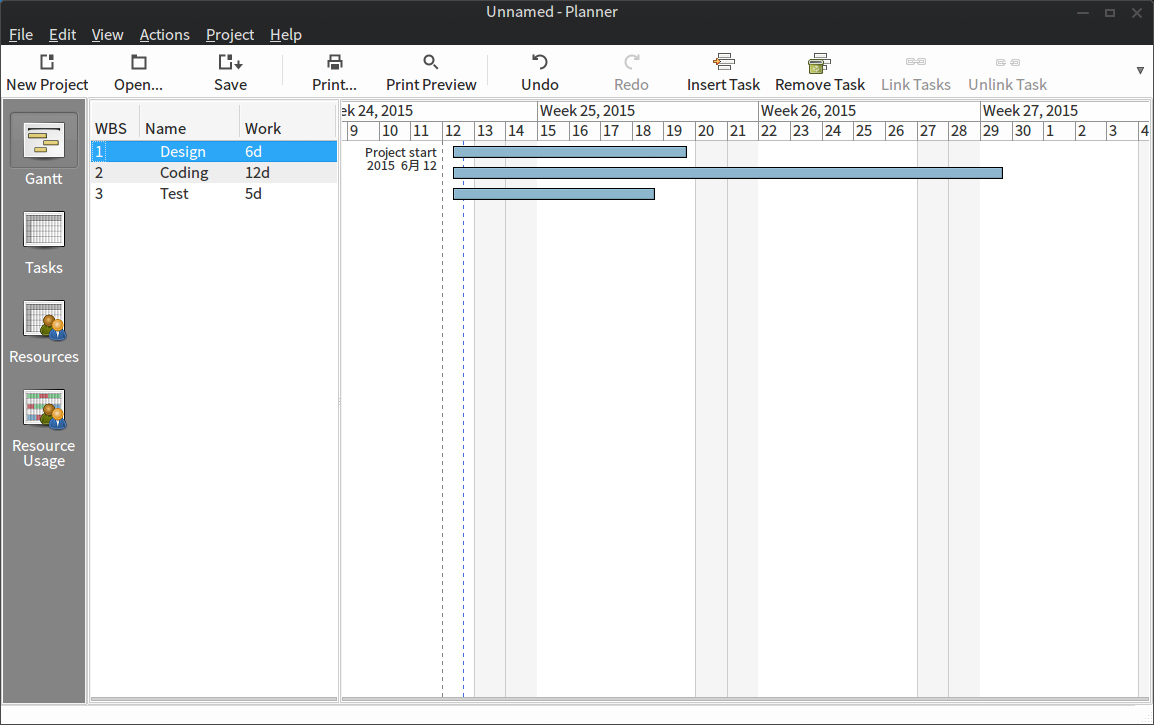 Unnamed - Planner
File Edit View Actions Project Help
New Project Open... Save Print... Print Preview Undo Redo Insert Task Remove Task Link Tasks Unlink Task
ek 24, 2015 Week 25, 2015 Week 26, 2015 Week 27, 2015
WBS Name Work
9 10 11 12 13 14 15 16 17 18 19 20 21 22 23 24 25 26 27 28 29 30 1 2 3 4
1 Design 6d
2 Coding 12d
3 Test 5d
Project start
2015 6月 12
Gantt
Tasks
Resources
Resource
Usage